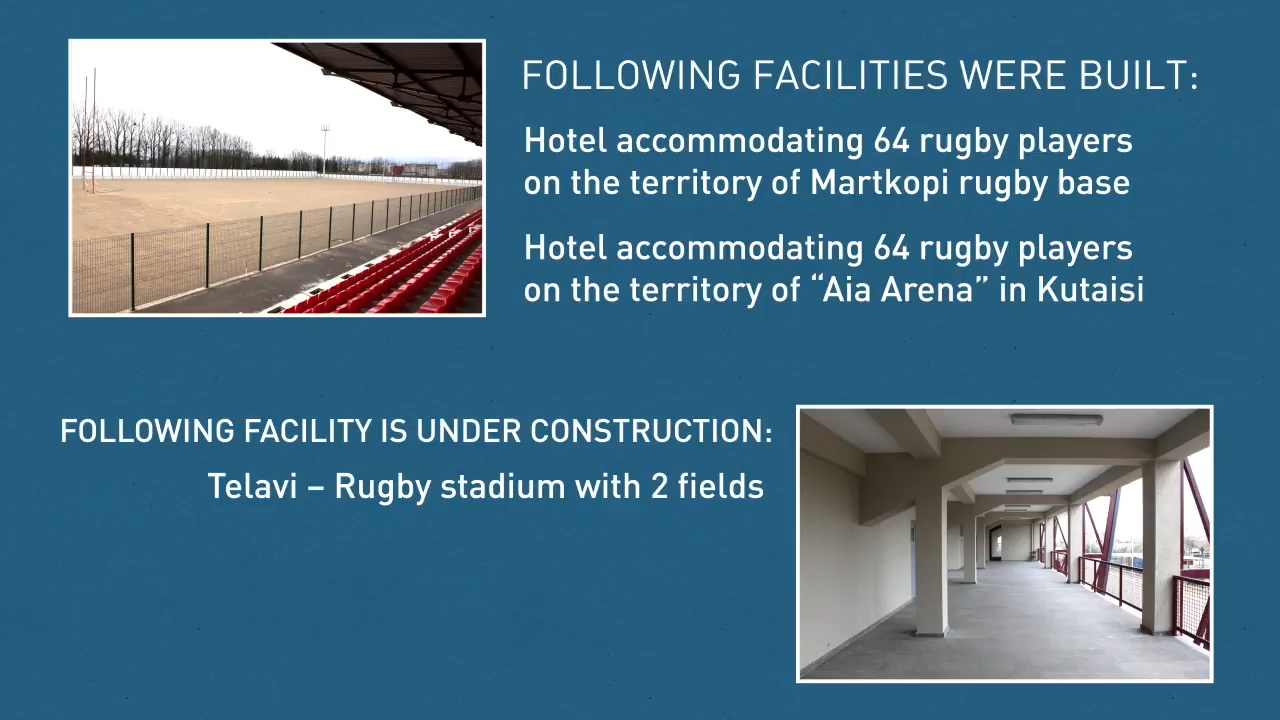 FOLLOWING FACILITIES WERE BUILT:
Hotel accommodating 64 rugby players
on the territory of Martkopi rugby base
Hotel accommodating 64 rugby players
on the territory of “Aia Arena” in Kutaisi
FOLLOWING FACILITY IS UNDER CONSTRUCTION:
Telavi – Rugby stadium with 2 fields